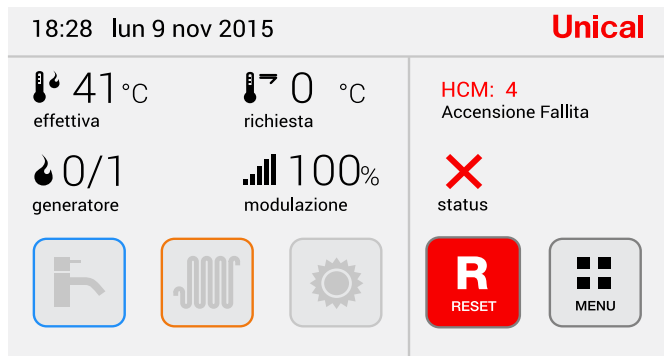 18:28 lun 9 nov 2015
Unical
41°C
effettiva
0 °C
richiesta
HCM: 4
Accensione Fallita
0/1
generatore
100%
modulazione
status
R
RESET
MENU